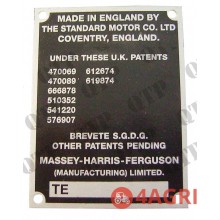 MADE IN ENGLAND BY
THE STANDARD MOTOR CO. LTD
COVENTRY, ENGLAND.
UNDER THESE U.K. PATENTS
470069 612674
470089 619874
666878
510352
541220
576907
BREVETE S.G.D.G.
OTHER PATENTS PENDING
MASSEY-HARRIS-FERGUSON
(MANUFACTURING) LIMITED.
TE
4AGRI